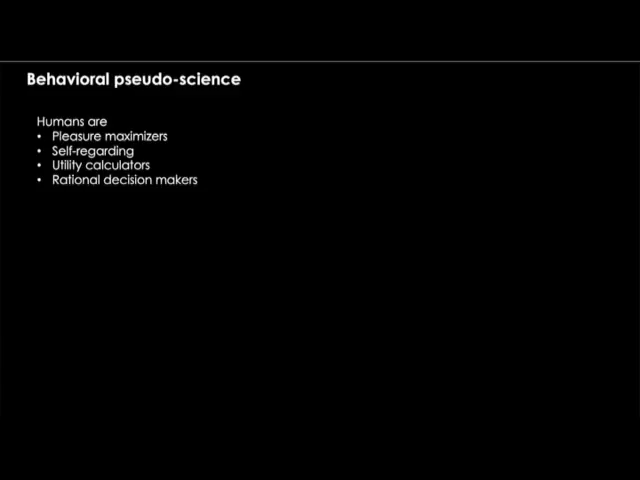 Behavioral pseudo-science
Humans are
• Pleasure maximizers
• Self-regarding
• Utility calculators
• Rational decision makers